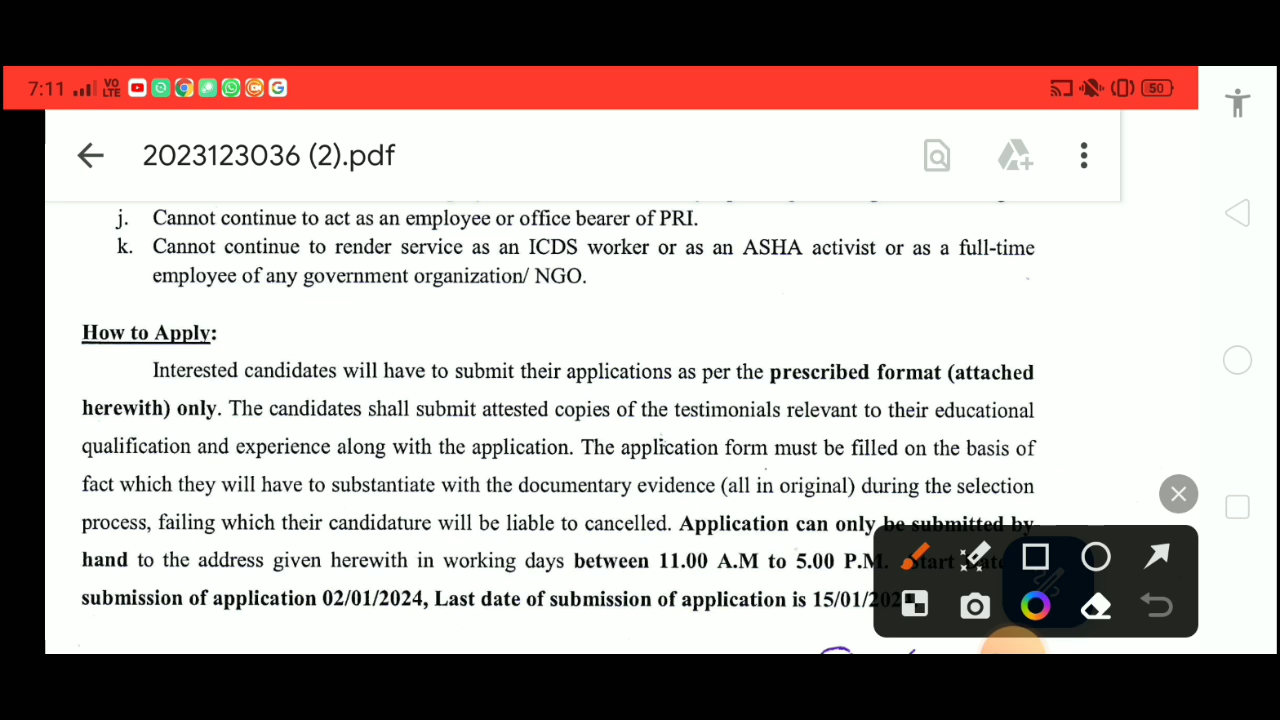 7:11 VO LTE 50
2023123036 (2).pdf
j. Cannot continue to act as an employee or office bearer of PRI.
k. Cannot continue to render service as an ICDS worker or as an ASHA activist or as a full-time
employee of any government organization/ NGO.
How to Apply:
Interested candidates will have to submit their applications as per the prescribed format (attached
herewith) only. The candidates shall submit attested copies of the testimonials relevant to their educational
qualification and experience along with the application. The application form must be filled on the basis of
fact which they will have to substantiate with the documentary evidence (all in original) during the selection
process, failing which their candidature will be liable to cancelled. Application can only be submitted by
hand to the address given herewith in working days between 11.00 A.M to 5.00 P.M. Start
submission of application 02/01/2024, Last date of submission of application is 15/01/202